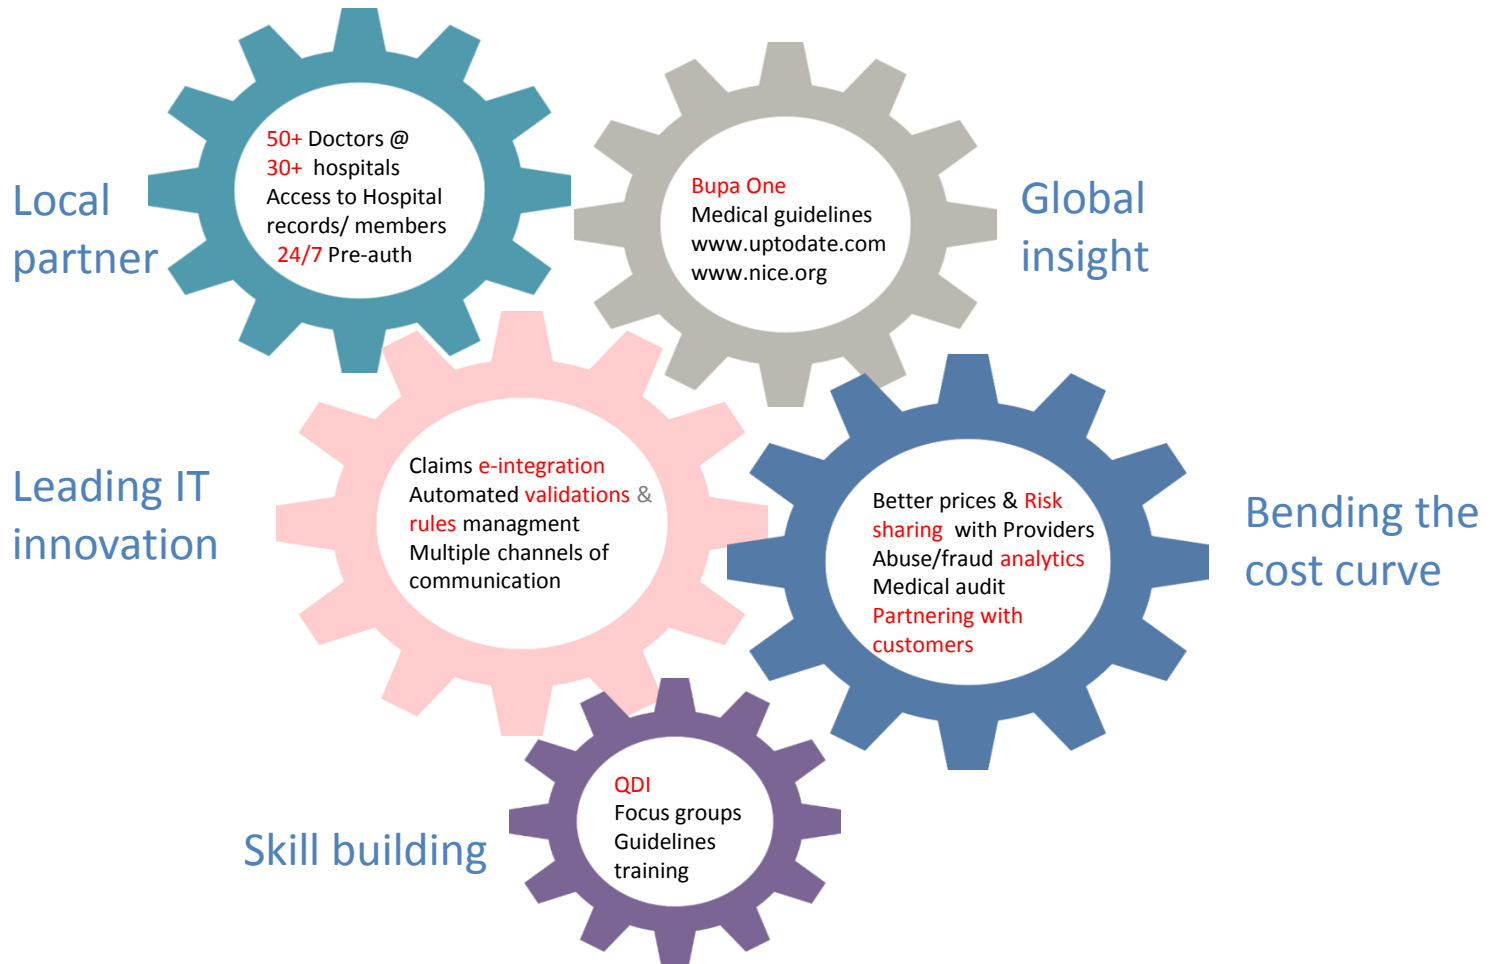 Local
partner
50+ Doctors @
30+ hospitals
Access to Hospital
records/ members
24/7 Pre-auth
Bupa One
Medical guidelines
www.uptodate.com
www.nice.org
Global
insight
Leading IT
innovation
Claims e-integration
Automated validations &
rules managment
Multiple channels of
communication
Better prices & Risk
sharing with Providers
Abuse/fraud analytics
Medical audit
Partnering with
customers
Bending the
cost curve
Skill building
QDI
Focus groups
Guidelines
training